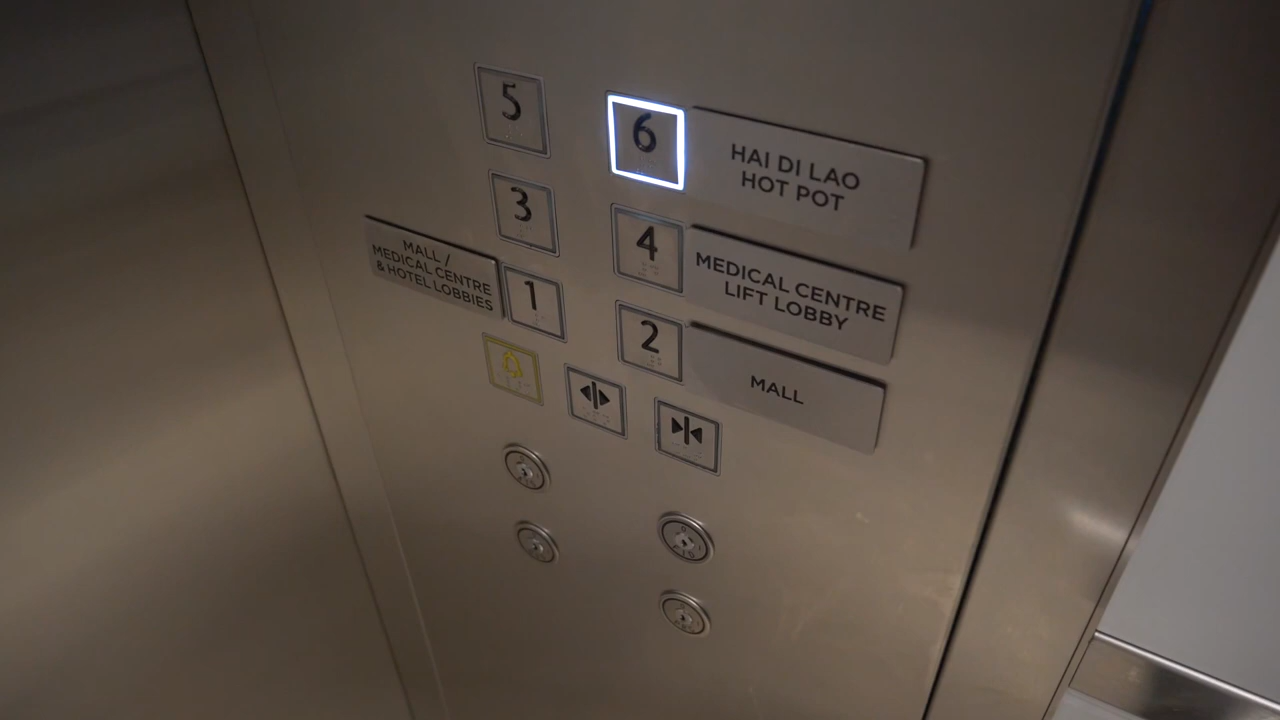 5
6
HAI DI LAO
HOT POT
3
4
MEDICAL CENTRE
LIFT LOBBY
MALL /
MEDICAL CENTRE
& HOTEL LOBBIES
1
2
MALL